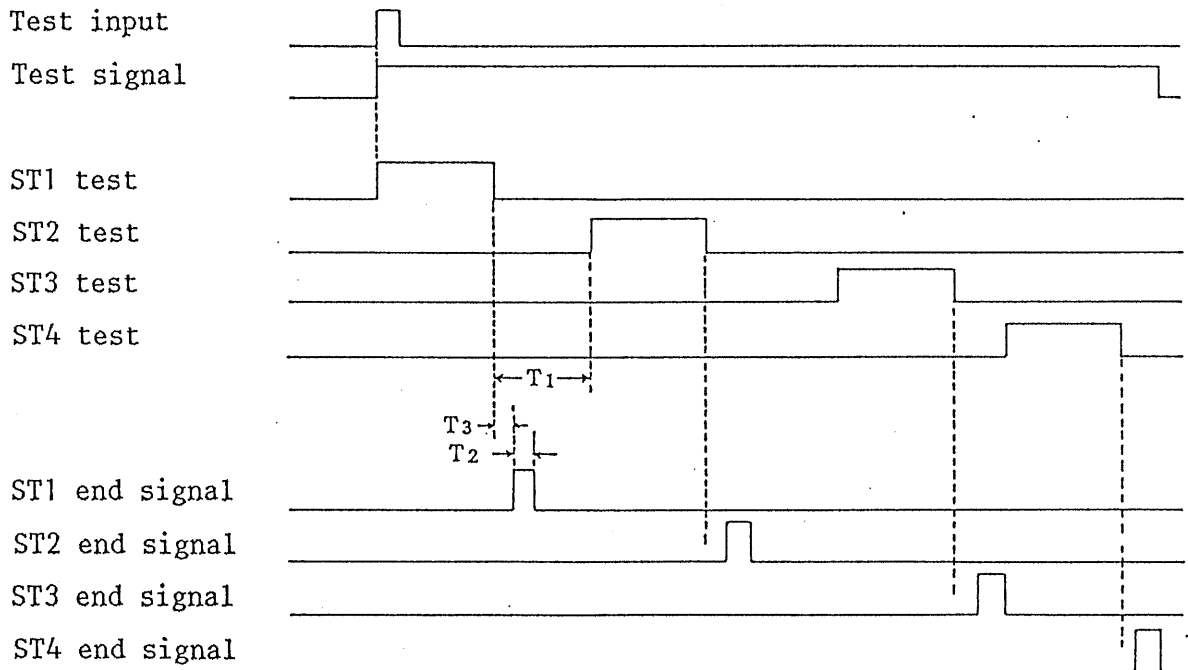 Test input
Test signal
ST1 test
ST2 test
ST3 test
ST4 test
T1
T3
T2
ST1 end signal
ST2 end signal
ST3 end signal
ST4 end signal